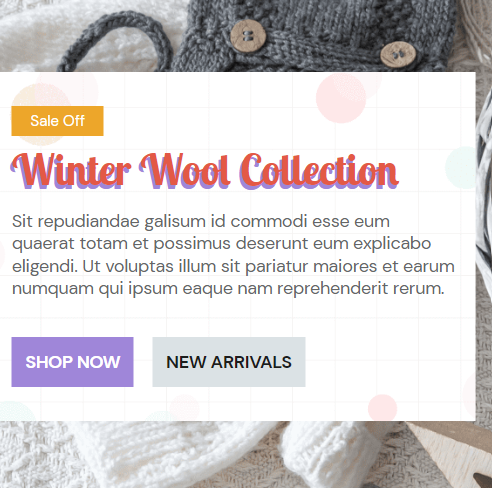 Sale Off
Winter Wool Collection
Sit repudiandae galisum id commodi esse eum
quaerat totam et possimus deserunt eum explicabo
eligendi. Ut voluptas illum sit pariatur maiores et earum
numquam qui ipsum eaque nam reprehenderit rerum.
SHOP NOW
NEW ARRIVALS